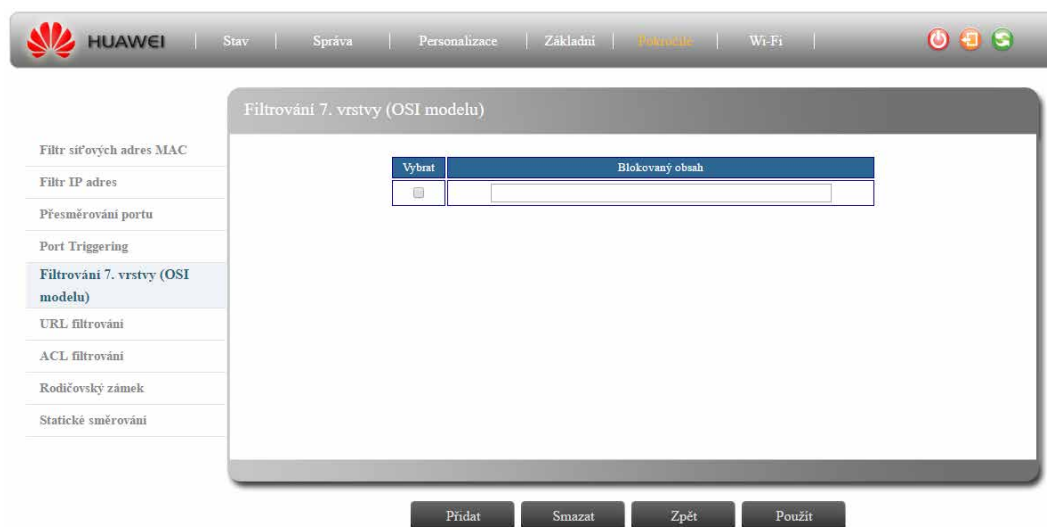 HUAWEI
Stav
Správa
Personalizace
Základní
Pokročilé
Wi-Fi
Filtrování 7. vrstvy (OSI modelu)
Filtr síťových adres MAC
Filtr IP adres
Přesměrování portu
Port Triggering
Filtrování 7. vrstvy (OSI
modelu)
URL filtrování
ACL filtrování
Rodičovský zámek
Statické směrování
Vybrat
Blokovaný obsah
Přidat
Smazat
Zpět
Použít